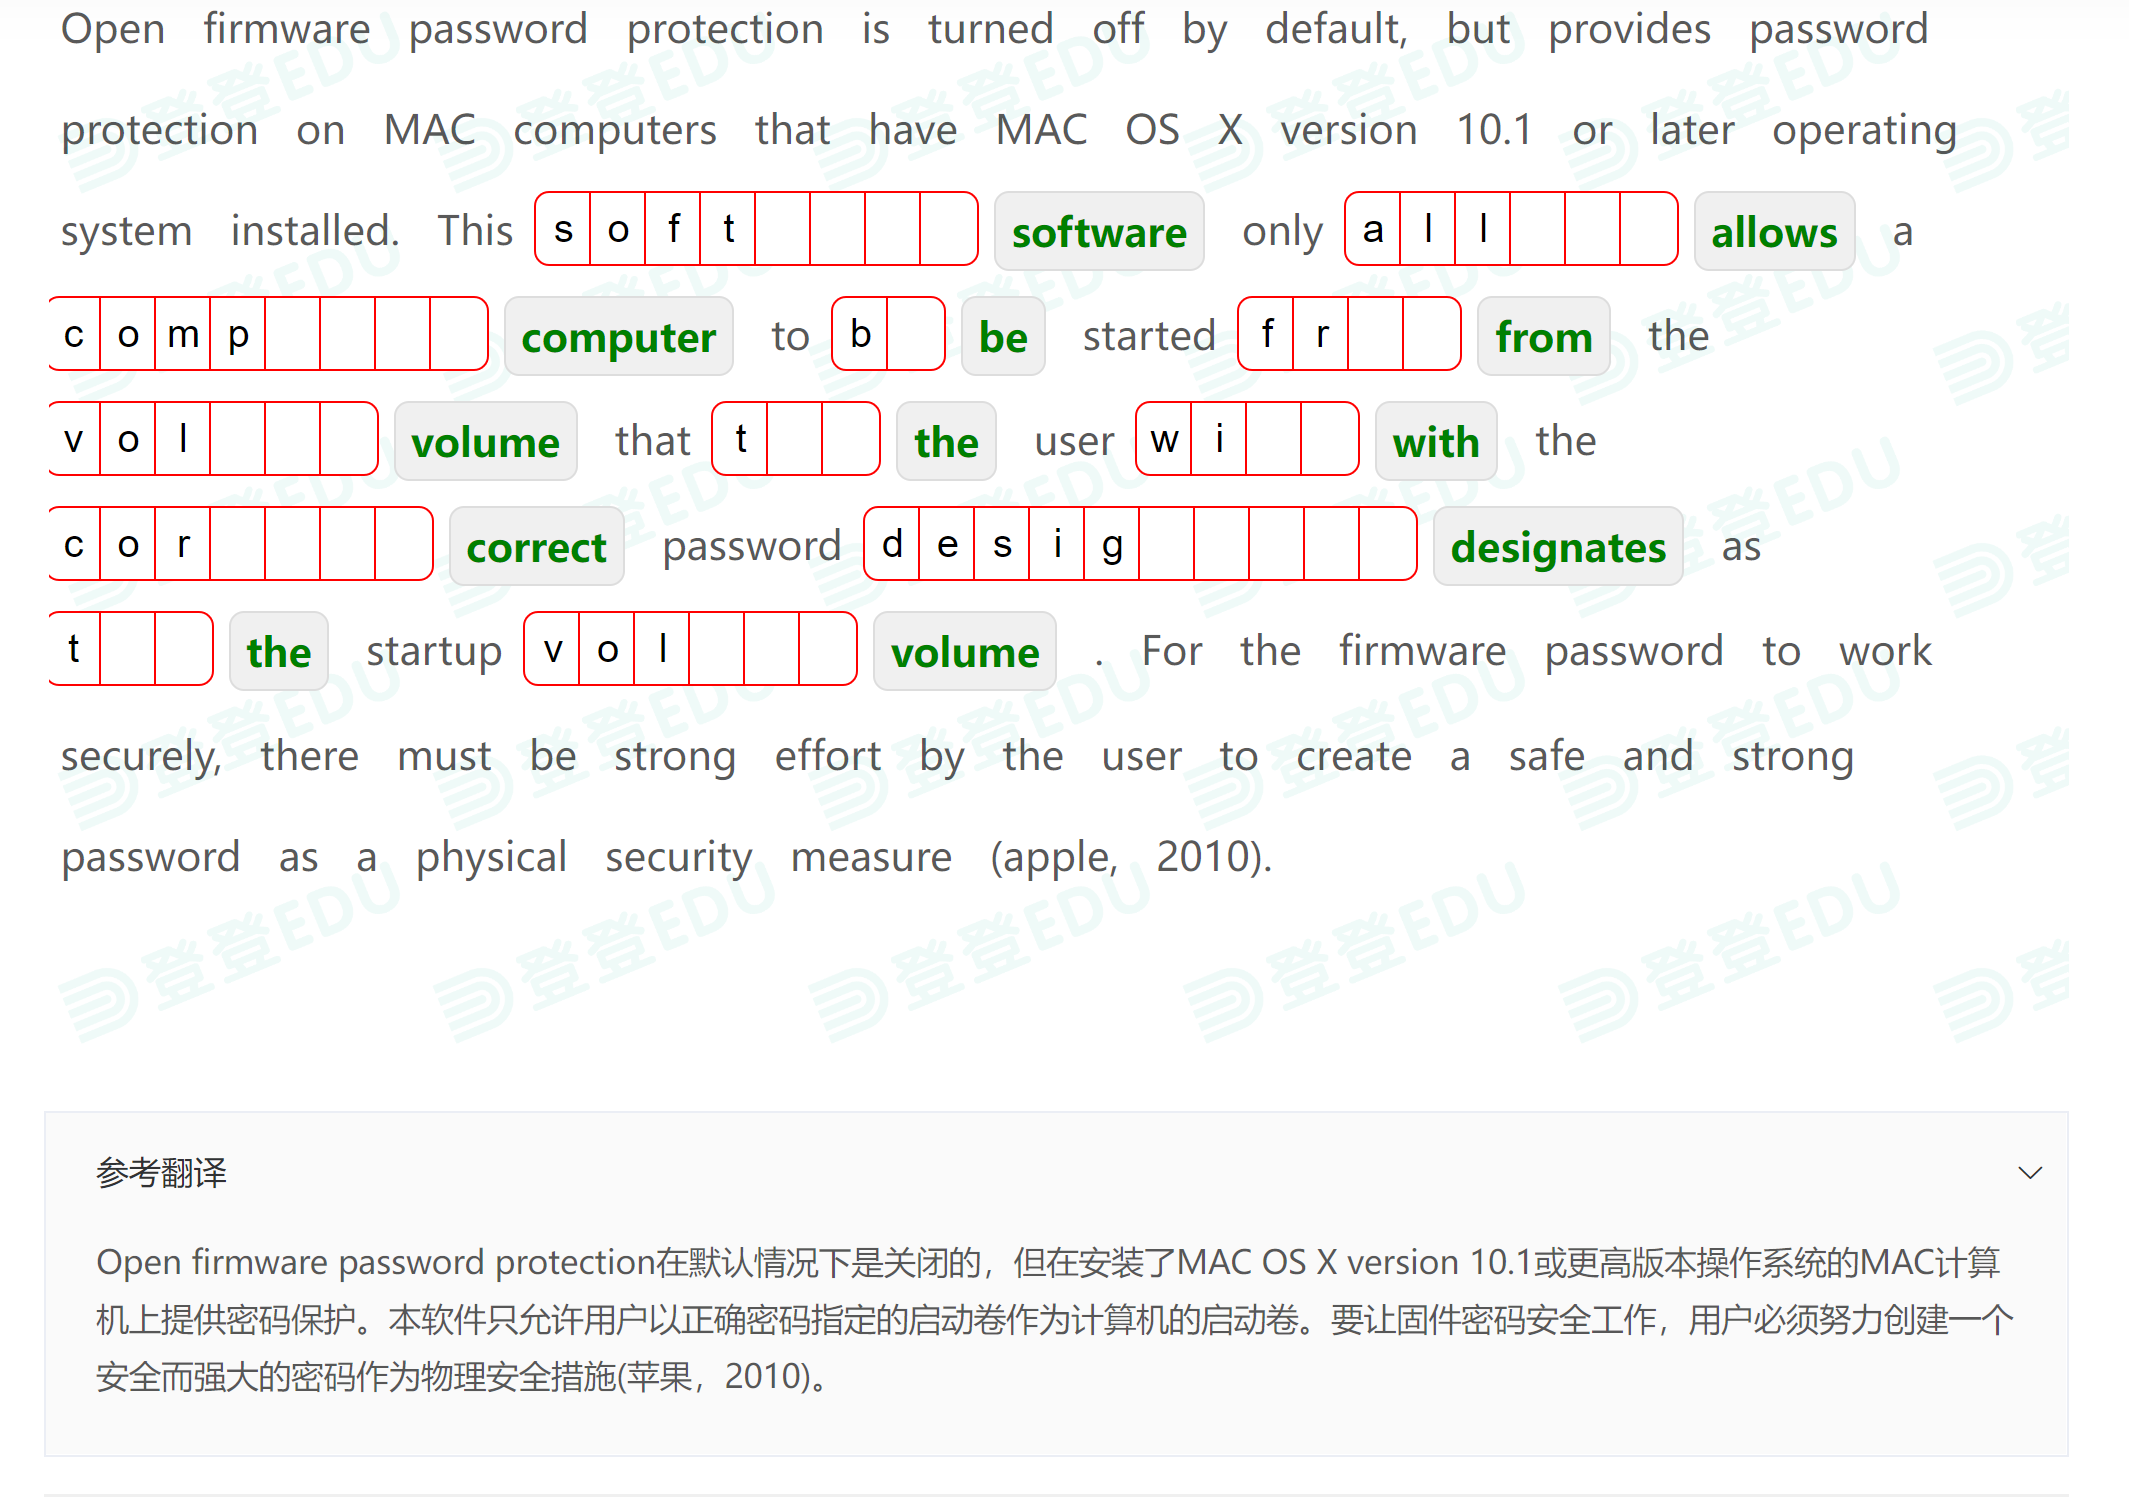 Open firmware password protection is turned off by default, but provides password
protection on MAC computers that have MAC OS X version 10.1 or later operating
system installed. This s o f t software only a l l allows a
c o m p computer to b be started f r from the
v o l volume that t the user w i with the
c o r correct password d e s i g designates as
t the startup v o l volume . For the firmware password to work
securely, there must be strong effort by the user to create a safe and strong
password as a physical security measure (apple, 2010).
参考翻译
Open firmware password protection在默认情况下是关闭的，但在安装了MAC OS X version 10.1或更高版本操作系统的MAC计算
机上提供密码保护。本软件只允许用户以正确密码指定的启动卷作为计算机的启动卷。要让固件密码安全工作，用户必须努力创建一个
安全而强大的密码作为物理安全措施(苹果，2010)。
登登EDU